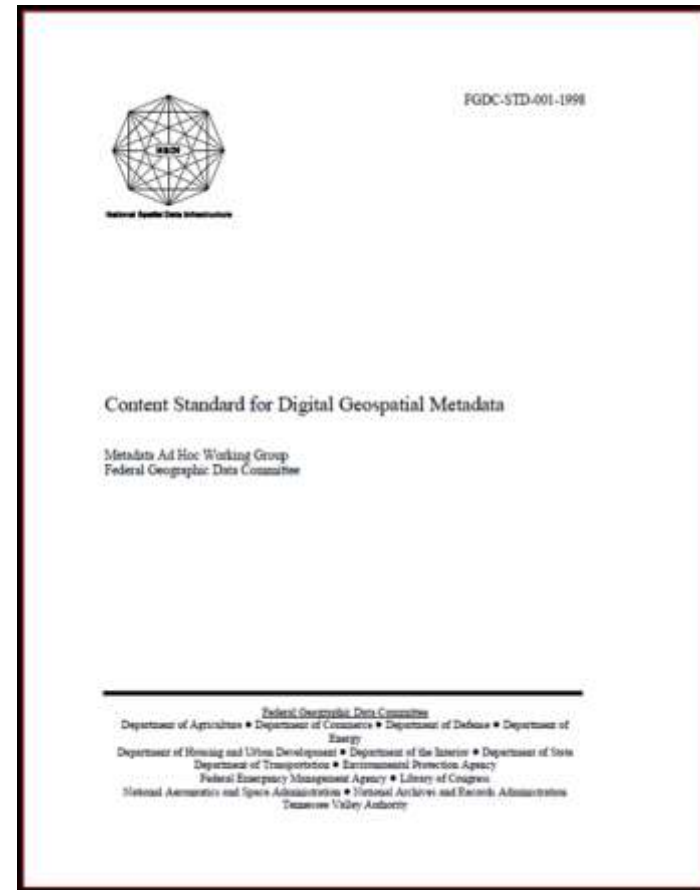 FGDC-STD-001-1998
NSDI
National Spatial Data Infrastructure
Content Standard for Digital Geospatial Metadata
Metadata Ad Hoc Working Group
Federal Geographic Data Committee
Federal Geographic Data Committee
Department of Agriculture ● Department of Commerce ● Department of Defense ● Department of
Energy
Department of Housing and Urban Development ● Department of the Interior ● Department of State
Department of Transportation ● Environmental Protection Agency
Federal Emergency Management Agency ● Library of Congress
National Aeronautics and Space Administration ● National Archives and Records Administration
Tennessee Valley Authority